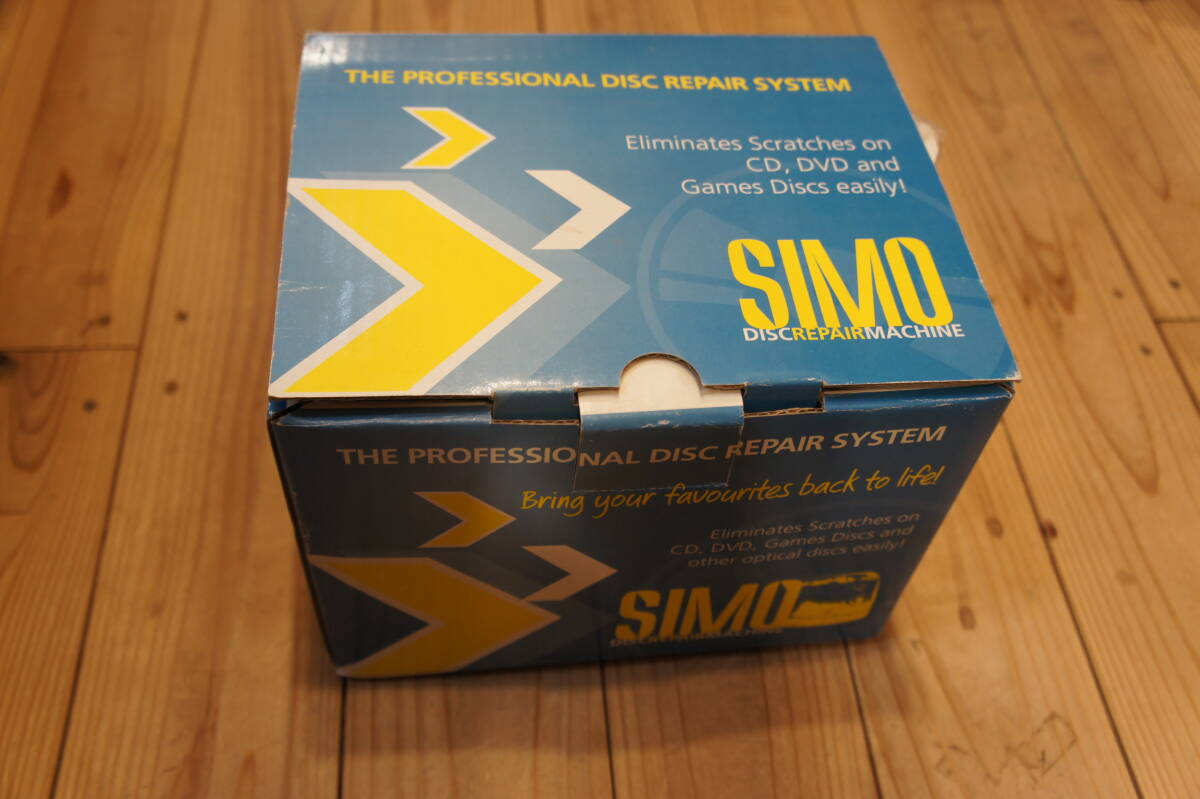 THE PROFESSIONAL DISC REPAIR SYSTEM
Eliminates Scratches on
CD, DVD and
Games Discs easily!
SIMO
DISCREPAIRMACHINE
THE PROFESSIONAL DISC REPAIR SYSTEM
Bring your favourites back to life!
Eliminates Scratches on
CD, DVD, Games Discs and
other optical discs easily!
SIMO
DISCREPAIRMACHINE